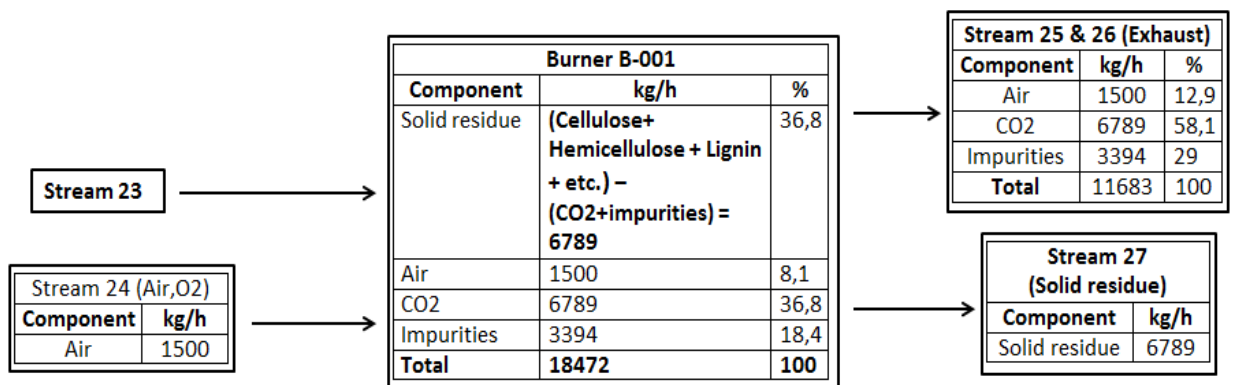 Stream 23
Stream 24 (Air,O2)
Component kg/h
Air 1500
Burner B-001
Component kg/h %
Solid residue (Cellulose+ 36,8
Hemicellulose + Lignin
+ etc.) –
(CO2+impurities) =
6789
Air 1500 8,1
CO2 6789 36,8
Impurities 3394 18,4
Total 18472 100
Stream 25 & 26 (Exhaust)
Component kg/h %
Air 1500 12,9
CO2 6789 58,1
Impurities 3394 29
Total 11683 100
Stream 27
(Solid residue)
Component kg/h
Solid residue 6789